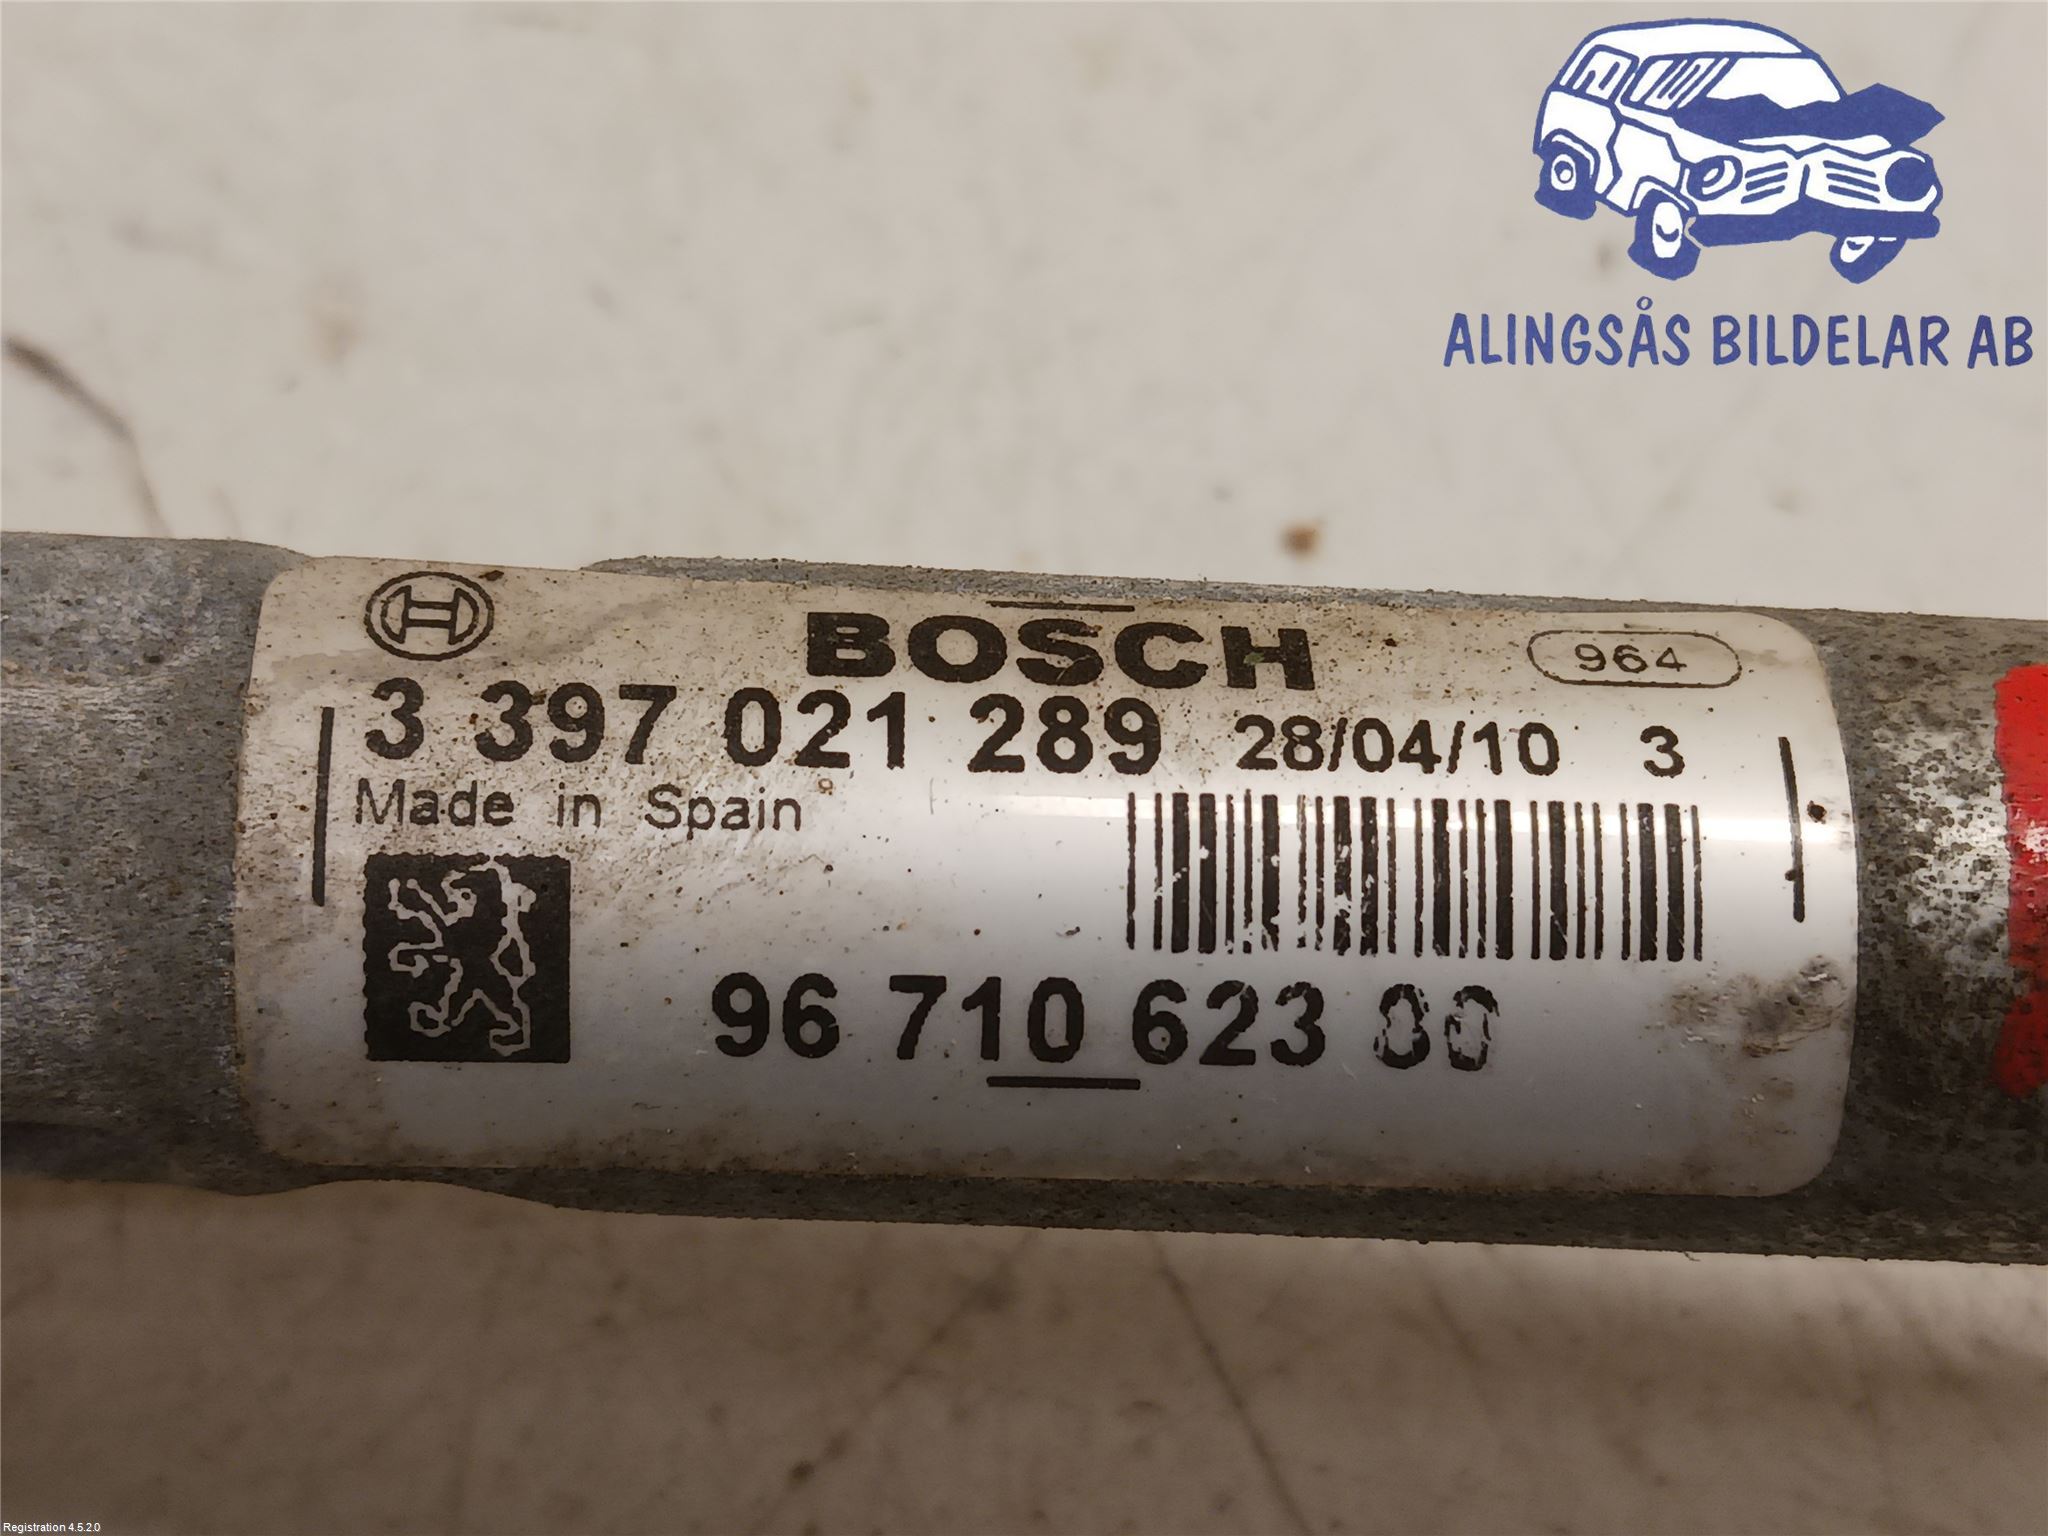 ALINGSÅS BILDELAR AB
BOSCH
964
3 397 021 289 28/04/10 3
Made in Spain
96 710 623 80
Registration 4.5.2.0